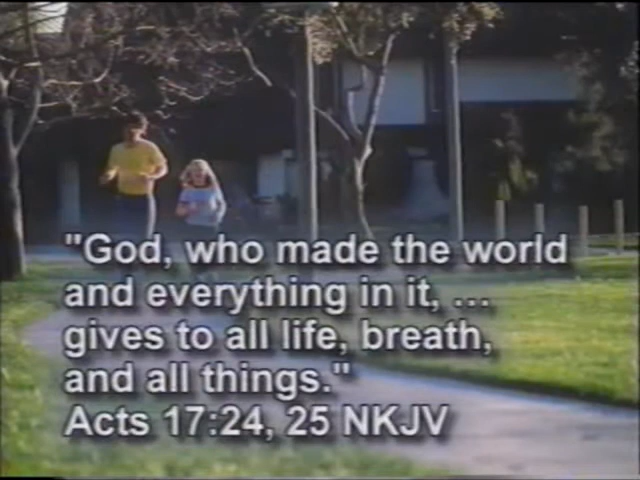 "God, who made the world
and everything in it, ...
gives to all life, breath,
and all things."
Acts 17:24, 25 NKJV